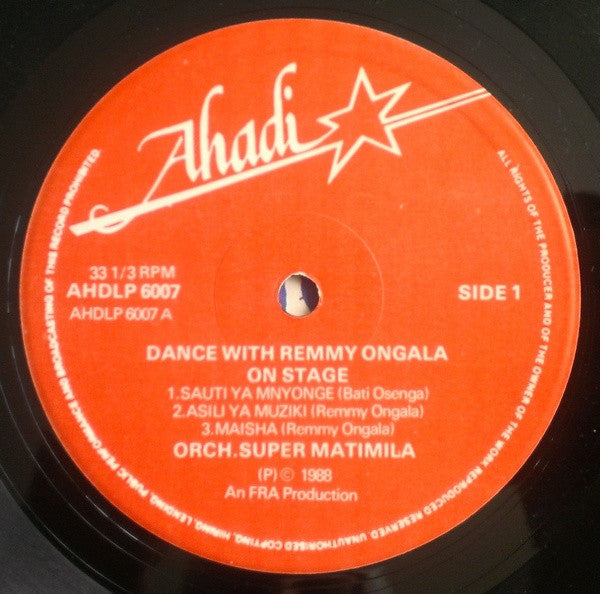 Ahadi
33 1/3 RPM
AHDLP 6007
AHDLP 6007 A
SIDE 1
DANCE WITH REMMY ONGALA
ON STAGE
1.SAUTI YA MNYONGE (Bati Osenga)
2.ASILI YA MUZIKI (Remmy Ongala)
3.MAISHA (Remmy Ongala)
ORCH.SUPER MATIMILA
(P) © 1988
An FRA Production
ALL RIGHTS OF THE PRODUCER AND OF THE OWNER OF THE WORK REPRODUCED RESERVED UNAUTHORISED COPYING, HIRING, LENDING, PUBLIC PERFORMANCE AND BROADCASTING OF THIS RECORD PROHIBITED.